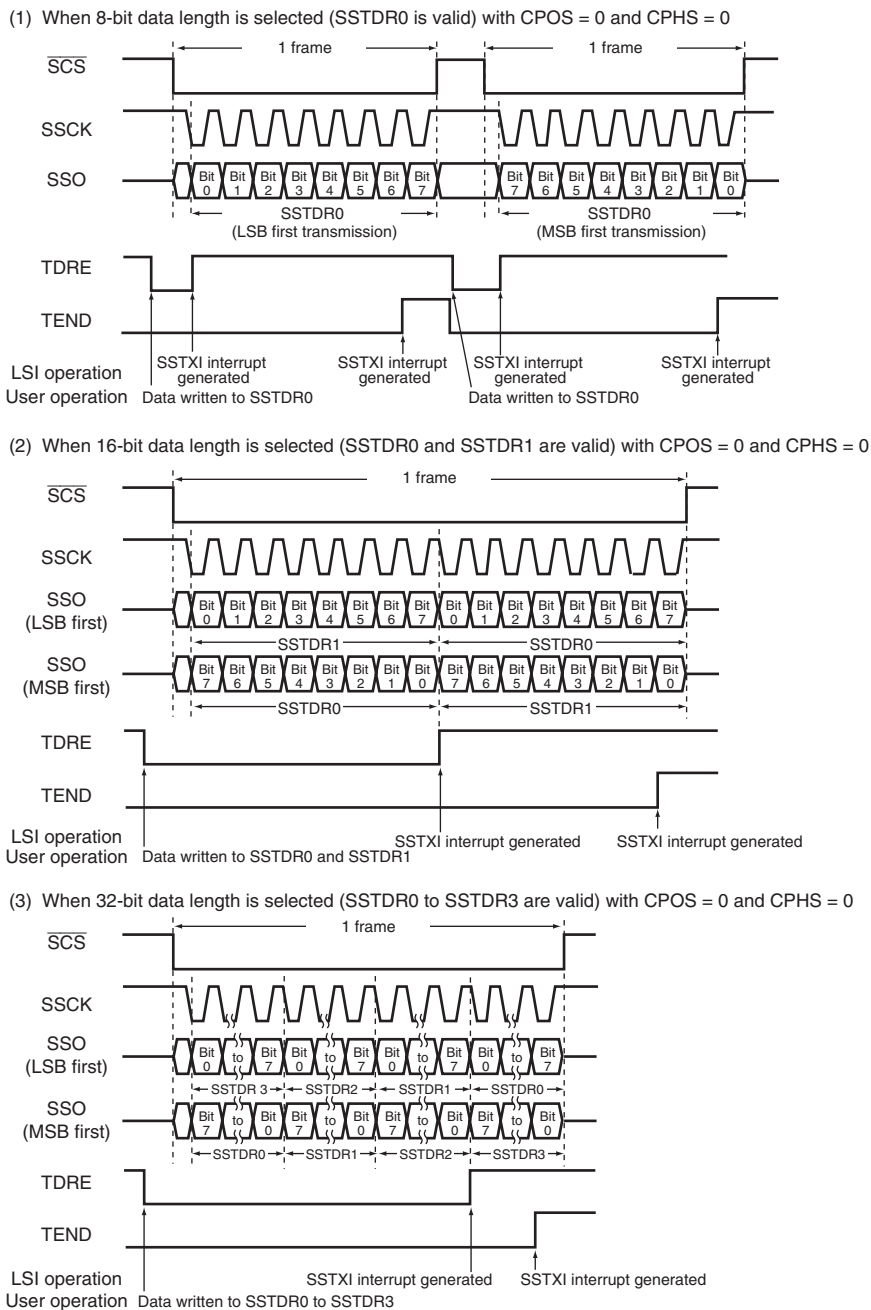 (1) When 8-bit data length is selected (SSTDR0 is valid) with CPOS = 0 and CPHS = 0
1 frame 1 frame
SCS
SSCK
SSO Bit 0 Bit 1 Bit 2 Bit 3 Bit 4 Bit 5 Bit 6 Bit 7 Bit 7 Bit 6 Bit 5 Bit 4 Bit 3 Bit 2 Bit 1 Bit 0
SSTDR0 SSTDR0
(LSB first transmission) (MSB first transmission)
TDRE
TEND
LSI operation SSTXI interrupt generated SSTXI interrupt generated SSTXI interrupt generated SSTXI interrupt generated
User operation Data written to SSTDR0 Data written to SSTDR0
(2) When 16-bit data length is selected (SSTDR0 and SSTDR1 are valid) with CPOS = 0 and CPHS = 0
1 frame
SCS
SSCK
SSO (LSB first) Bit 0 Bit 1 Bit 2 Bit 3 Bit 4 Bit 5 Bit 6 Bit 7 Bit 0 Bit 1 Bit 2 Bit 3 Bit 4 Bit 5 Bit 6 Bit 7
SSTDR1 SSTDR0
SSO (MSB first) Bit 7 Bit 6 Bit 5 Bit 4 Bit 3 Bit 2 Bit 1 Bit 0 Bit 7 Bit 6 Bit 5 Bit 4 Bit 3 Bit 2 Bit 1 Bit 0
SSTDR0 SSTDR1
TDRE
TEND
LSI operation SSTXI interrupt generated SSTXI interrupt generated
User operation Data written to SSTDR0 and SSTDR1
(3) When 32-bit data length is selected (SSTDR0 to SSTDR3 are valid) with CPOS = 0 and CPHS = 0
1 frame
SCS
SSCK
SSO (LSB first) Bit 0 to Bit 7 Bit 0 to Bit 7 Bit 0 to Bit 7 Bit 0 to Bit 7
SSTDR 3 SSTDR2 SSTDR1 SSTDR0
SSO (MSB first) Bit 7 to Bit 0 Bit 7 to Bit 0 Bit 7 to Bit 0 Bit 7 to Bit 0
SSTDR0 SSTDR1 SSTDR2 SSTDR3
TDRE
TEND
LSI operation SSTXI interrupt generated SSTXI interrupt generated
User operation Data written to SSTDR0 to SSTDR3